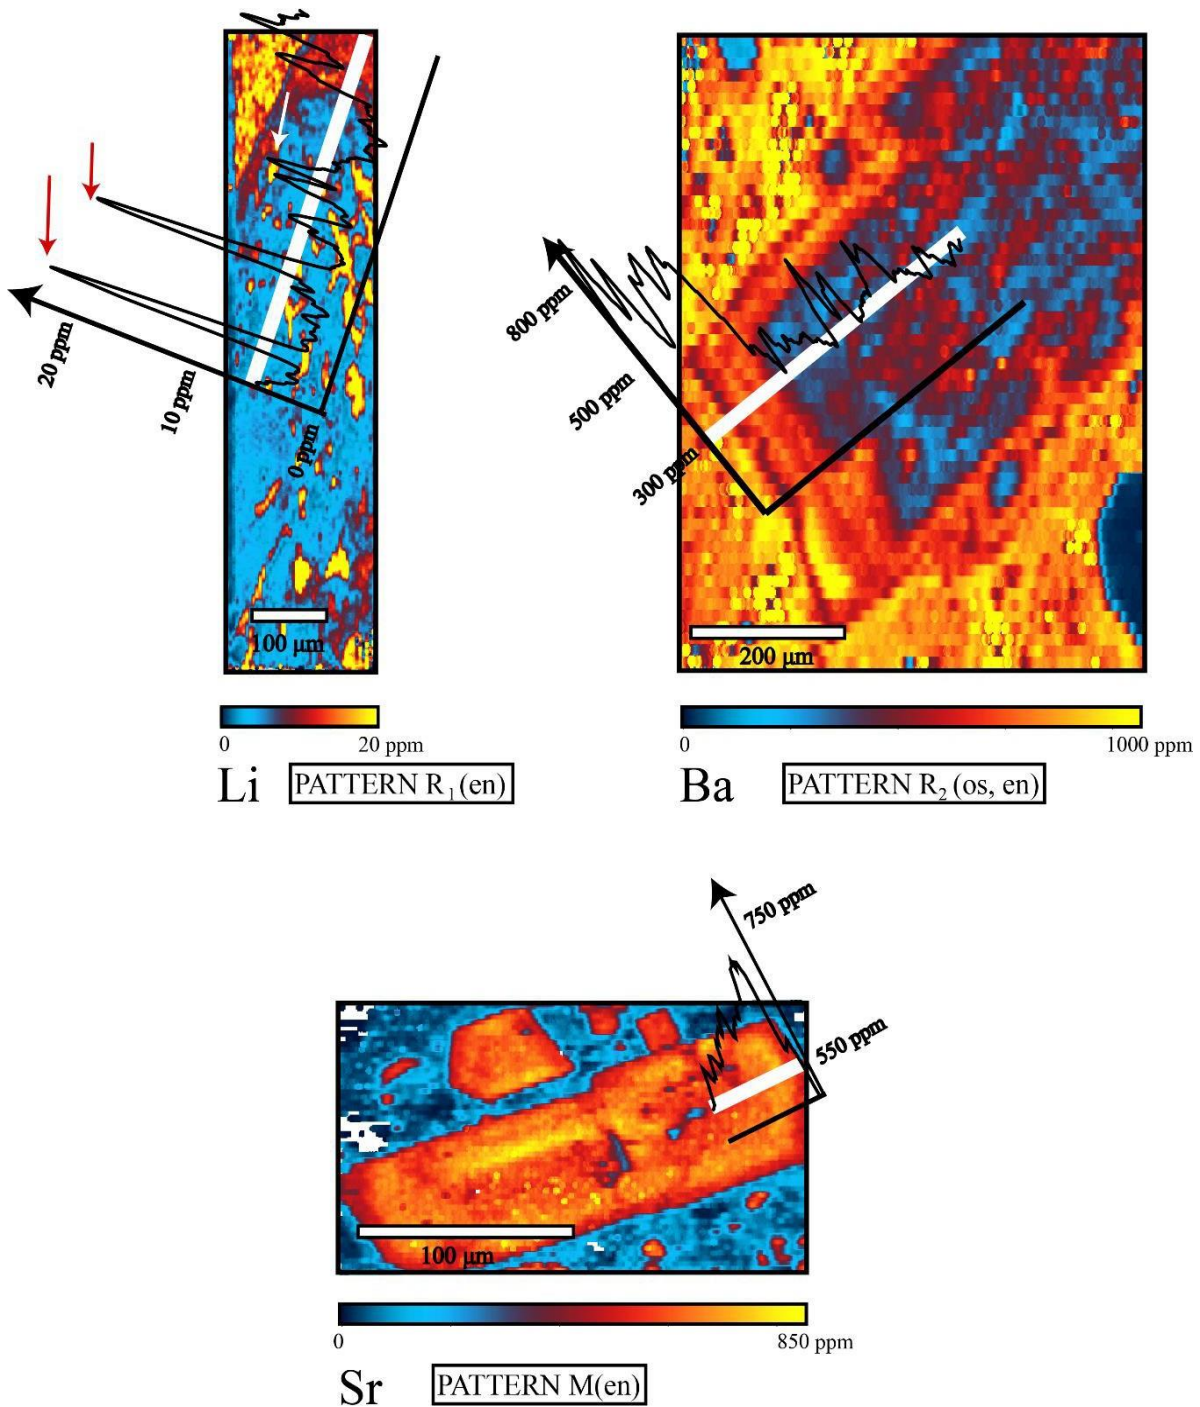 20 ppm
10 ppm
0 ppm
100 µm
0 20 ppm
Li PATTERN R₁ (en)
800 ppm
500 ppm
300 ppm
200 µm
0 1000 ppm
Ba PATTERN R₂ (os, en)
750 ppm
550 ppm
100 µm
0 850 ppm
Sr PATTERN M(en)